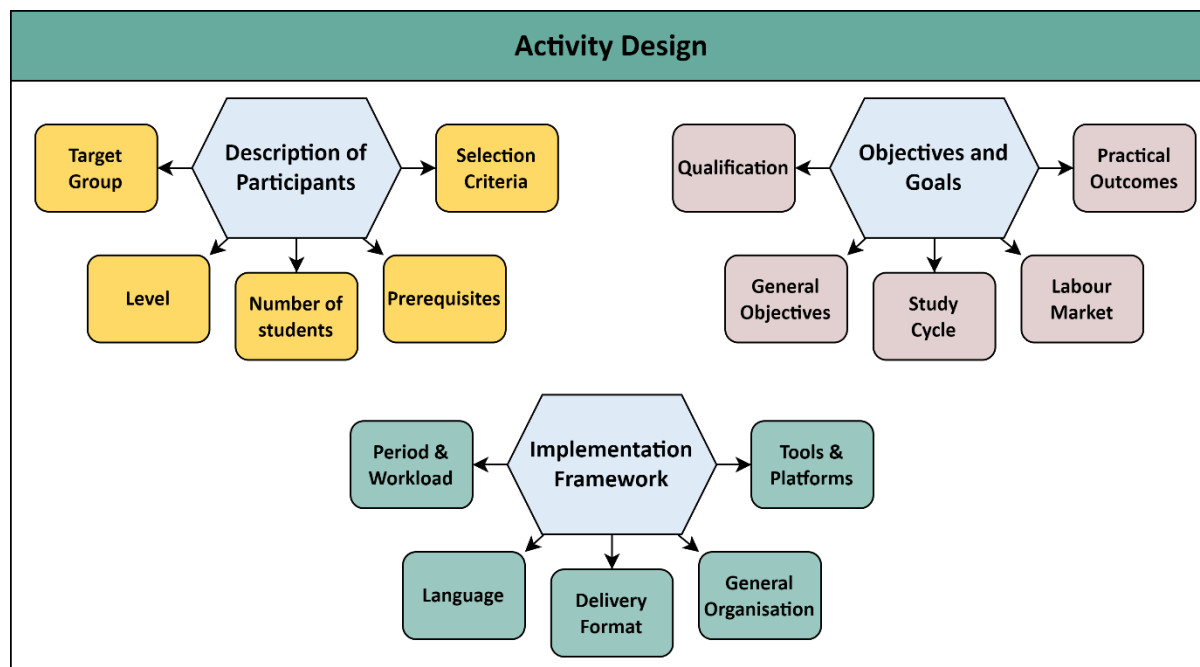 Activity Design
Description of
Participants
Target
Group
Selection
Criteria
Level
Number of
students
Prerequisites
Objectives and
Goals
Qualification
Practical
Outcomes
General
Objectives
Study
Cycle
Labour
Market
Implementation
Framework
Period &
Workload
Tools &
Platforms
Language
Delivery
Format
General
Organisation